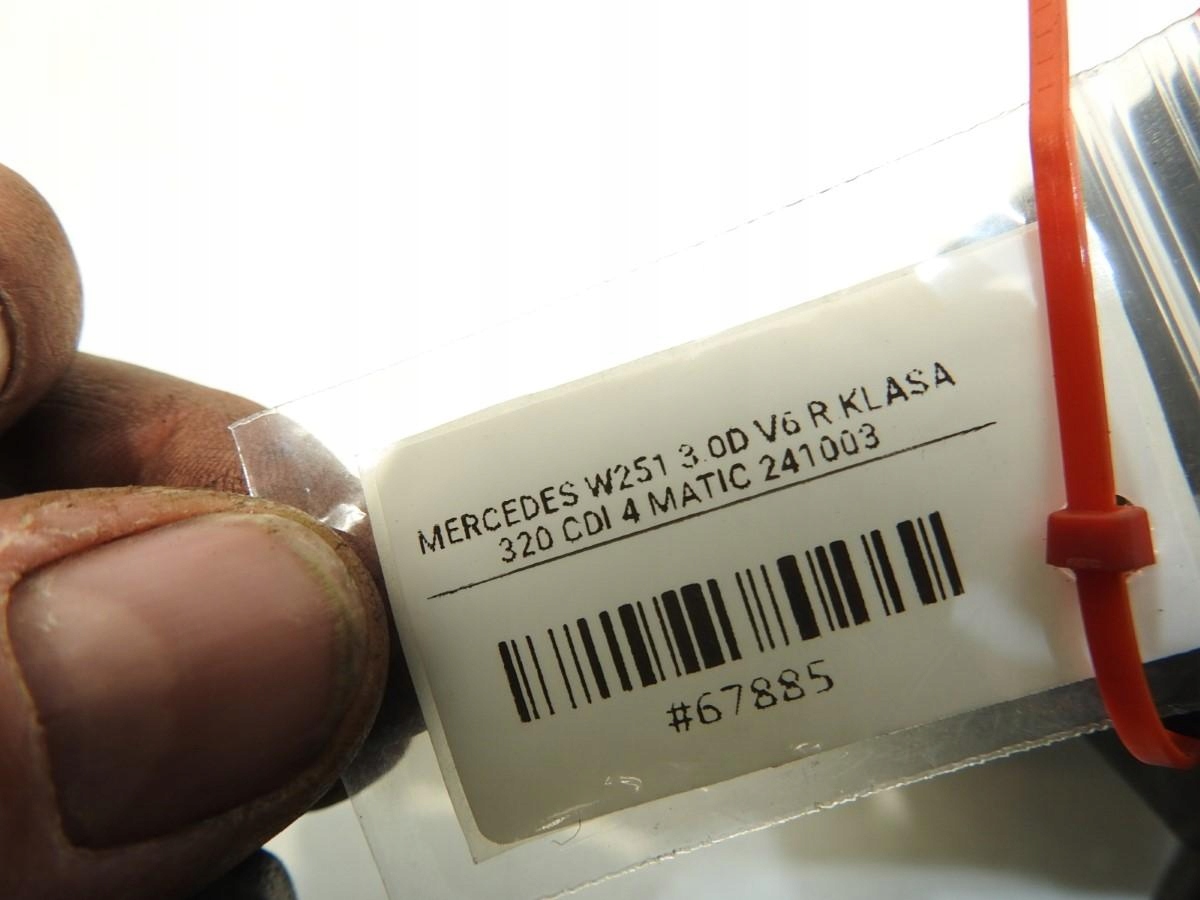 MERCEDES W251 3.0D V6 R KLASA
320 CDI 4 MATIC 241003
#67885